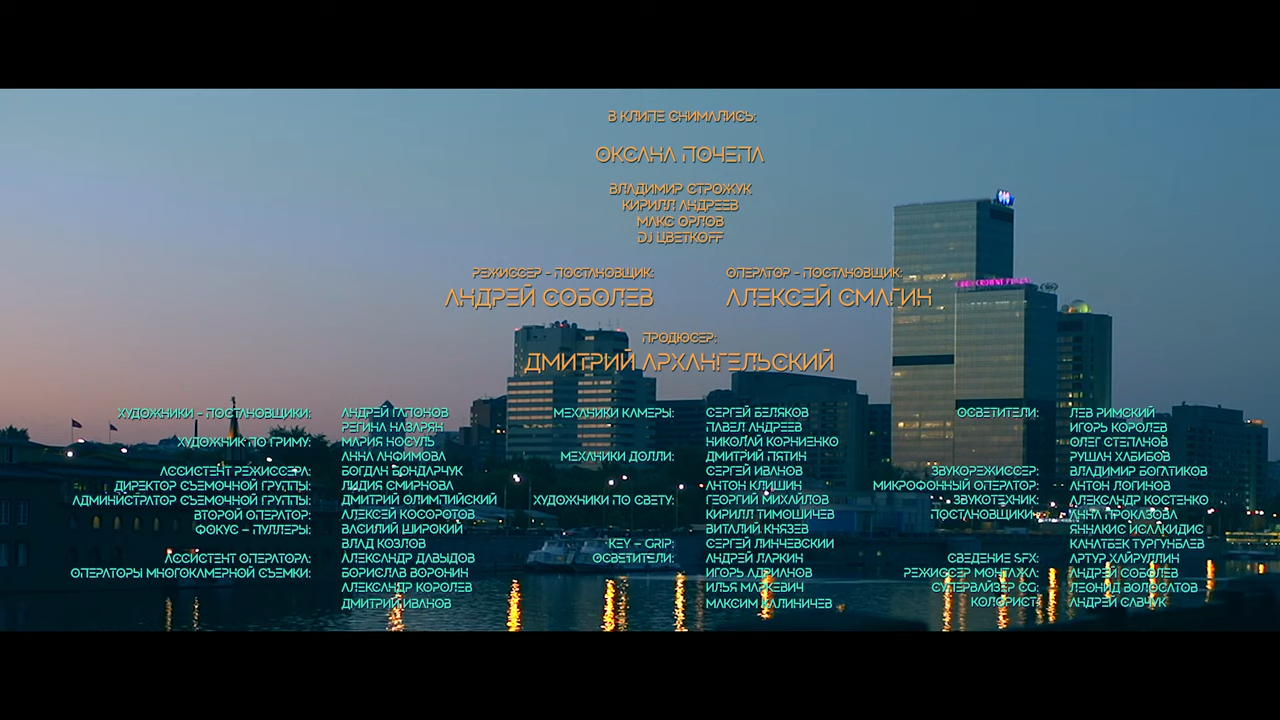 В КЛИПЕ СНИМАЛИСЬ:
ОКСАНА ПОЧЕПА
ВЛАДИМИР СТРОЖУК
КИРИЛЛ АНДРЕЕВ
МАКС ОРЛОВ
DJ ЦВЕТКОFF
РЕЖИССЕР - ПОСТАНОВЩИК:
АНДРЕЙ СОБОЛЕВ
ОПЕРАТОР - ПОСТАНОВЩИК:
АЛЕКСЕЙ СМАГИН
ПРОДЮСЕР:
ДМИТРИЙ АРХАНГЕЛЬСКИЙ
ХУДОЖНИКИ - ПОСТАНОВЩИКИ: АНДРЕЙ ГАПОНОВ
РЕГИНА НАЗАРЯН
ХУДОЖНИК ПО ГРИМУ: МАРИЯ НОСУЛЬ
АННА АНФИМОВА
АССИСТЕНТ РЕЖИССЕРА: БОГДАН БОНДАРЧУК
ДИРЕКТОР СЪЕМОЧНОЙ ГРУППЫ: ЛИДИЯ СМИРНОВА
АДМИНИСТРАТОР СЪЕМОЧНОЙ ГРУППЫ: ДМИТРИЙ ОЛИМПИЙСКИЙ
ВТОРОЙ ОПЕРАТОР: АЛЕКСЕЙ КОСОРОТОВ
ФОКУС - ПУЛЛЕРЫ: ВАСИЛИЙ ШИРОКИЙ
ВЛАД КОЗЛОВ
АССИСТЕНТ ОПЕРАТОРА: АЛЕКСАНДР ДАВЫДОВ
ОПЕРАТОРЫ МНОГОКАМЕРНОЙ СЪЕМКИ: БОРИСЛАВ ВОРОНИН
АЛЕКСАНДР КОРОЛЕВ
ДМИТРИЙ ИВАНОВ
МЕХАНИКИ КАМЕРЫ: СЕРГЕЙ БЕЛЯКОВ
ПАВЕЛ АНДРЕЕВ
НИКОЛАЙ КОРНИЕНКО
МЕХАНИКИ ДОЛЛИ: ДМИТРИЙ ПЯТИН
СЕРГЕЙ ИВАНОВ
АНТОН КЛИШИН
ХУДОЖНИКИ ПО СВЕТУ: ГЕОРГИЙ МИХАЙЛОВ
КИРИЛЛ ТИМОШИЧЕВ
ВИТАЛИЙ КНЯЗЕВ
KEY - GRIP: СЕРГЕЙ ЛИНЧЕВСКИЙ
ОСВЕТИТЕЛИ: АНДРЕЙ ЛАРКИН
ИГОРЬ АДРИАНОВ
ИЛЬЯ МАРКЕВИЧ
МАКСИМ КАЛИНИЧЕВ
ОСВЕТИТЕЛИ: ЛЕВ РИМСКИЙ
ИГОРЬ КОРОЛЕВ
ОЛЕГ СТЕПАНОВ
РУШАН ХАБИБОВ
ЗВУКОРЕЖИССЕР: ВЛАДИМИР БОГАТИКОВ
МИКРОФОННЫЙ ОПЕРАТОР: АНТОН ЛОГИНОВ
ЗВУКОТЕХНИК: АЛЕКСАНДР КОСТЕНКО
ПОСТАНОВЩИКИ: АННА ПРОКАЗОВА
ЯННАКИС ИСААКИДИС
КАНАТБЕК ТУРГУНБАЕВ
СВЕДЕНИЕ SFX: АРТУР ХАЙРУЛЛИН
РЕЖИССЕР МОНТАЖА: АНДРЕЙ СОБОЛЕВ
СУПЕРВАЙЗЕР CG: ЛЕОНИД ВОЛОСАТОВ
КОЛОРИСТ: АНДРЕЙ САВЧУК